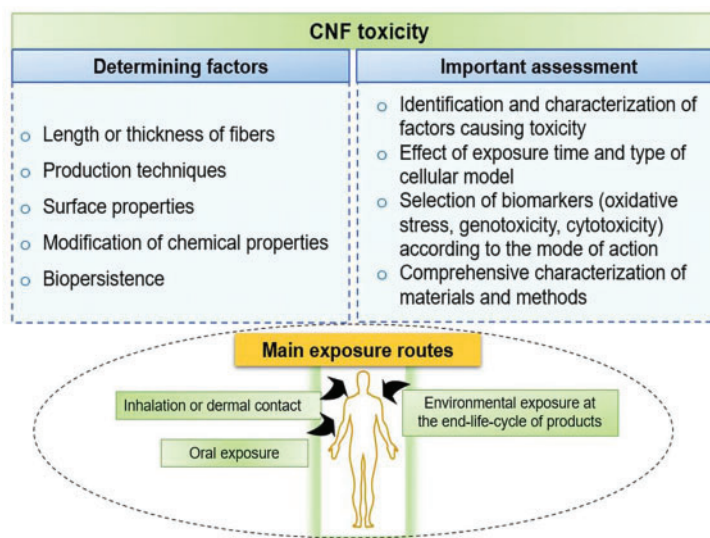 CNF toxicity
Determining factors
Length or thickness of fibers
Production techniques
Surface properties
Modification of chemical properties
Biopersistence
Important assessment
Identification and characterization of
factors causing toxicity
Effect of exposure time and type of
cellular model
Selection of biomarkers (oxidative
stress, genotoxicity, cytotoxicity)
according to the mode of action
Comprehensive characterization of
materials and methods
Main exposure routes
Inhalation or dermal contact
Oral exposure
Environmental exposure at
the end-life-cycle of products